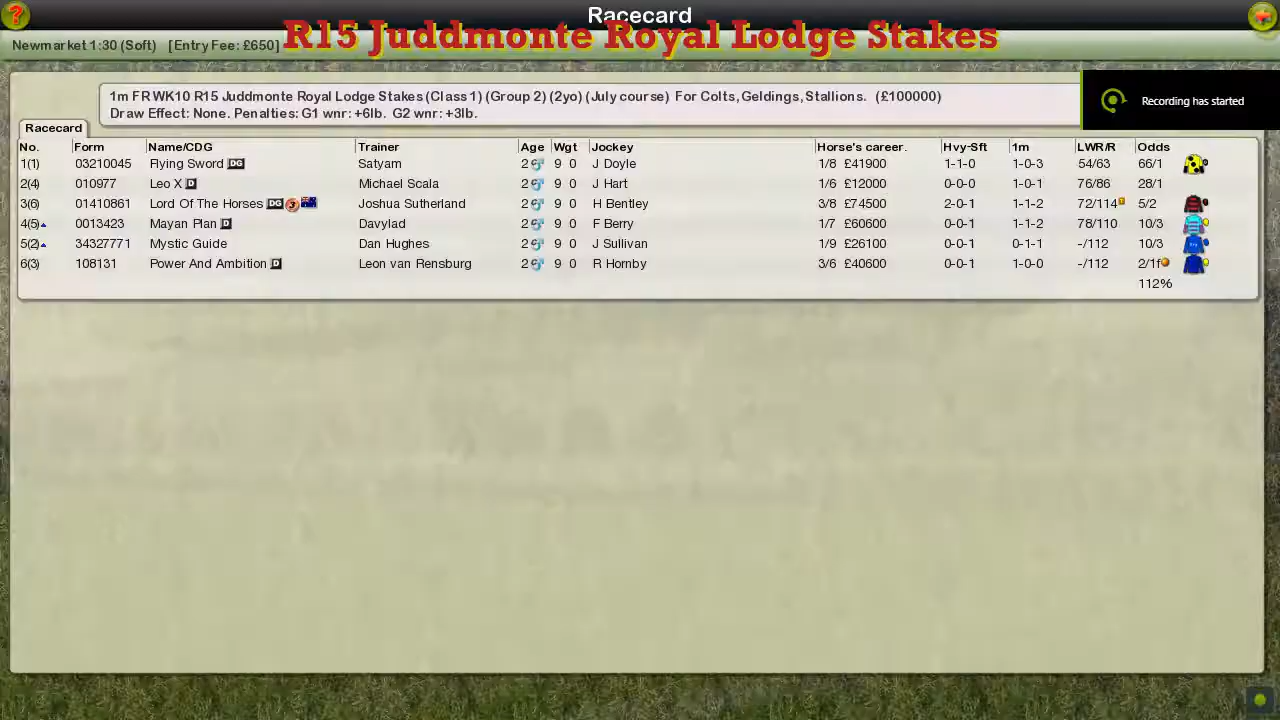 Racecard
R15 Juddmonte Royal Lodge Stakes
Newmarket 1:30 (Soft) [Entry Fee: £650]
1m FRWK10 R15 Juddmonte Royal Lodge Stakes (Class 1) (Group 2) (2yo) (July course) For Colts, Geldings, Stallions. (£100000)
Draw Effect: None. Penalties: G1 wnr: +6lb. G2 wnr: +3lb.
Recording has started
Racecard
No. Form Name/CDG Trainer Age Wgt Jockey Horse's career. Hvy-Sft 1m LWR/R Odds
1(1) 03210045 Flying Sword DG Satyam 2 9 0 J Doyle 1/8 £41900 1-1-0 1-0-3 54/63 66/1
2(4) 010977 Leo X D Michael Scala 2 9 0 J Hart 1/6 £12000 0-0-0 1-0-1 76/86 28/1
3(6) 01410861 Lord Of The Horses DG Joshua Sutherland 2 9 0 H Bentley 3/8 £74500 2-0-1 1-1-2 72/114 5/2
4(5) 0013423 Mayan Plan D Davylad 2 9 0 F Berry 1/7 £60600 0-0-1 1-1-2 78/110 10/3
5(2) 34327771 Mystic Guide Dan Hughes 2 9 0 J Sullivan 1/9 £26100 0-0-1 0-1-1 -/112 10/3
6(3) 108131 Power And Ambition D Leon van Rensburg 2 9 0 R Hornby 3/6 £40600 0-0-1 1-0-0 -/112 2/1f
112%